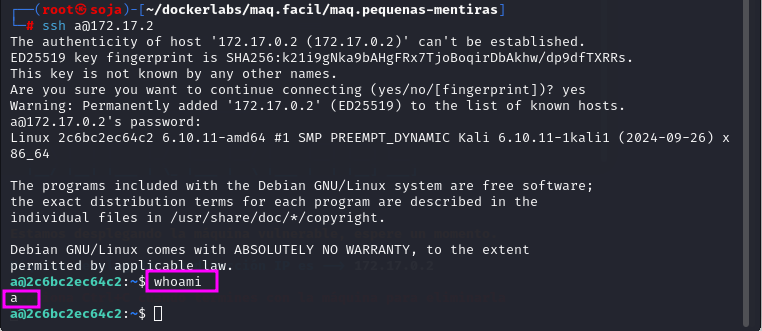 ┌──(root㉿soja)-[~/dockerlabs/maq.facil/maq.pequenas-mentiras]
└─# ssh a@172.17.2
The authenticity of host '172.17.0.2 (172.17.0.2)' can't be established.
ED25519 key fingerprint is SHA256:k21i9gNka9bAHgFRx7TjoBoqirDbAkhw/dp9dfTXRRs.
This key is not known by any other names.
Are you sure you want to continue connecting (yes/no/[fingerprint])? yes
Warning: Permanently added '172.17.0.2' (ED25519) to the list of known hosts.
a@172.17.0.2's password:
Linux 2c6bc2ec64c2 6.10.11-amd64 #1 SMP PREEMPT_DYNAMIC Kali 6.10.11-1kali1 (2024-09-26) x
86_64
The programs included with the Debian GNU/Linux system are free software;
the exact distribution terms for each program are described in the
individual files in /usr/share/doc/*/copyright.
Debian GNU/Linux comes with ABSOLUTELY NO WARRANTY, to the extent
permitted by applicable law.
a@2c6bc2ec64c2:~$ whoami
a
a@2c6bc2ec64c2:~$